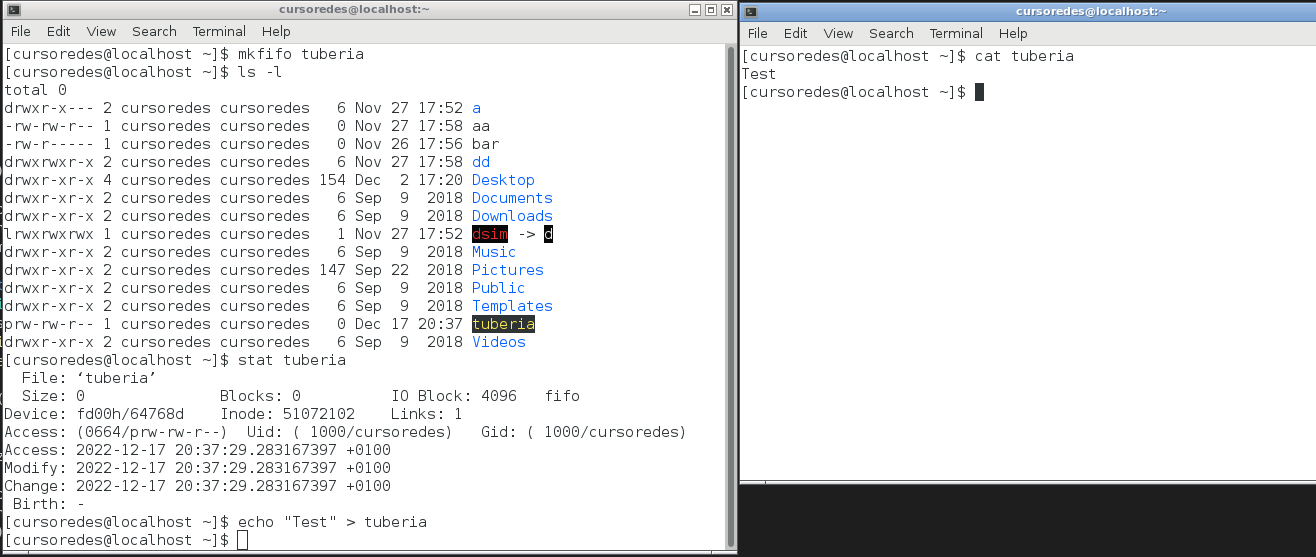 cursoredes@localhost:~
File Edit View Search Terminal Help
[cursoredes@localhost ~]$ mkfifo tuberia
[cursoredes@localhost ~]$ ls -l
total 0
drwxr-x--- 2 cursoredes cursoredes   6 Nov 27 17:52 a
-rw-rw-r-- 1 cursoredes cursoredes   0 Nov 27 17:58 aa
-rw-r----- 1 cursoredes cursoredes   0 Nov 26 17:56 bar
drwxrwxr-x 2 cursoredes cursoredes   6 Nov 27 17:58 dd
drwxr-xr-x 4 cursoredes cursoredes 154 Dec  2 17:20 Desktop
drwxr-xr-x 2 cursoredes cursoredes   6 Sep  9  2018 Documents
drwxr-xr-x 2 cursoredes cursoredes   6 Sep  9  2018 Downloads
lrwxrwxrwx 1 cursoredes cursoredes   1 Nov 27 17:52 dsim -> d
drwxr-xr-x 2 cursoredes cursoredes   6 Sep  9  2018 Music
drwxr-xr-x 2 cursoredes cursoredes 147 Sep 22  2018 Pictures
drwxr-xr-x 2 cursoredes cursoredes   6 Sep  9  2018 Public
drwxr-xr-x 2 cursoredes cursoredes   6 Sep  9  2018 Templates
prw-rw-r-- 1 cursoredes cursoredes   0 Dec 17 20:37 tuberia
drwxr-xr-x 2 cursoredes cursoredes   6 Sep  9  2018 Videos
[cursoredes@localhost ~]$ stat tuberia
  File: ‘tuberia’
  Size: 0               Blocks: 0          IO Block: 4096   fifo
Device: fd00h/64768d    Inode: 51072102    Links: 1
Access: (0664/prw-rw-r--)  Uid: ( 1000/cursoredes)   Gid: ( 1000/cursoredes)
Access: 2022-12-17 20:37:29.283167397 +0100
Modify: 2022-12-17 20:37:29.283167397 +0100
Change: 2022-12-17 20:37:29.283167397 +0100
 Birth: -
[cursoredes@localhost ~]$ echo "Test" > tuberia
[cursoredes@localhost ~]$
cursoredes@localhost:~
File Edit View Search Terminal Help
[cursoredes@localhost ~]$ cat tuberia
Test
[cursoredes@localhost ~]$